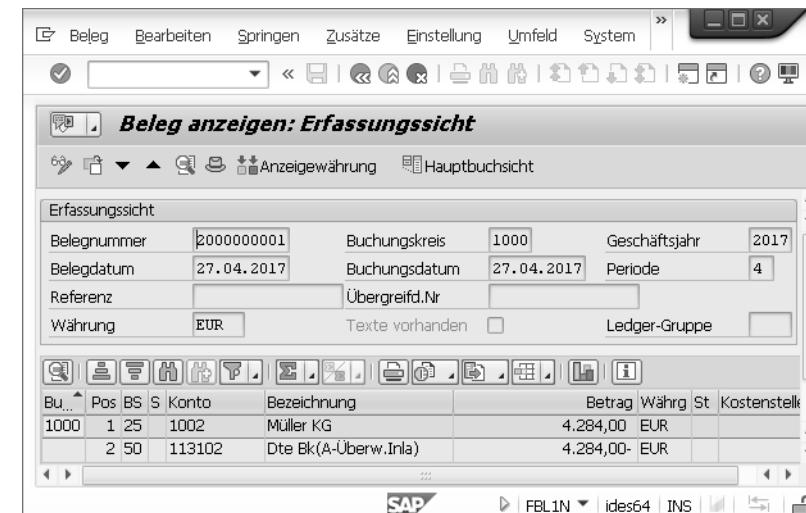 Beleg Bearbeiten Springen Zusätze Einstellung Umfeld System »
«
Beleg anzeigen: Erfassungssicht
Anzeigewährung Hauptbuchsicht
Erfassungssicht
Belegnummer 2000000001 Buchungskreis 1000 Geschäftsjahr 2017
Belegdatum 27.04.2017 Buchungsdatum 27.04.2017 Periode 4
Referenz Übergreifd.Nr
Währung EUR Texte vorhanden Ledger-Gruppe
Bu... Pos BS S Konto Bezeichnung Betrag Währg St Kostenstelle
1000 1 25 1002 Müller KG 4.284,00 EUR
2 50 113102 Dte Bk(A-Überw.Inla) 4.284,00- EUR
SAP FBL1N ides64 INS